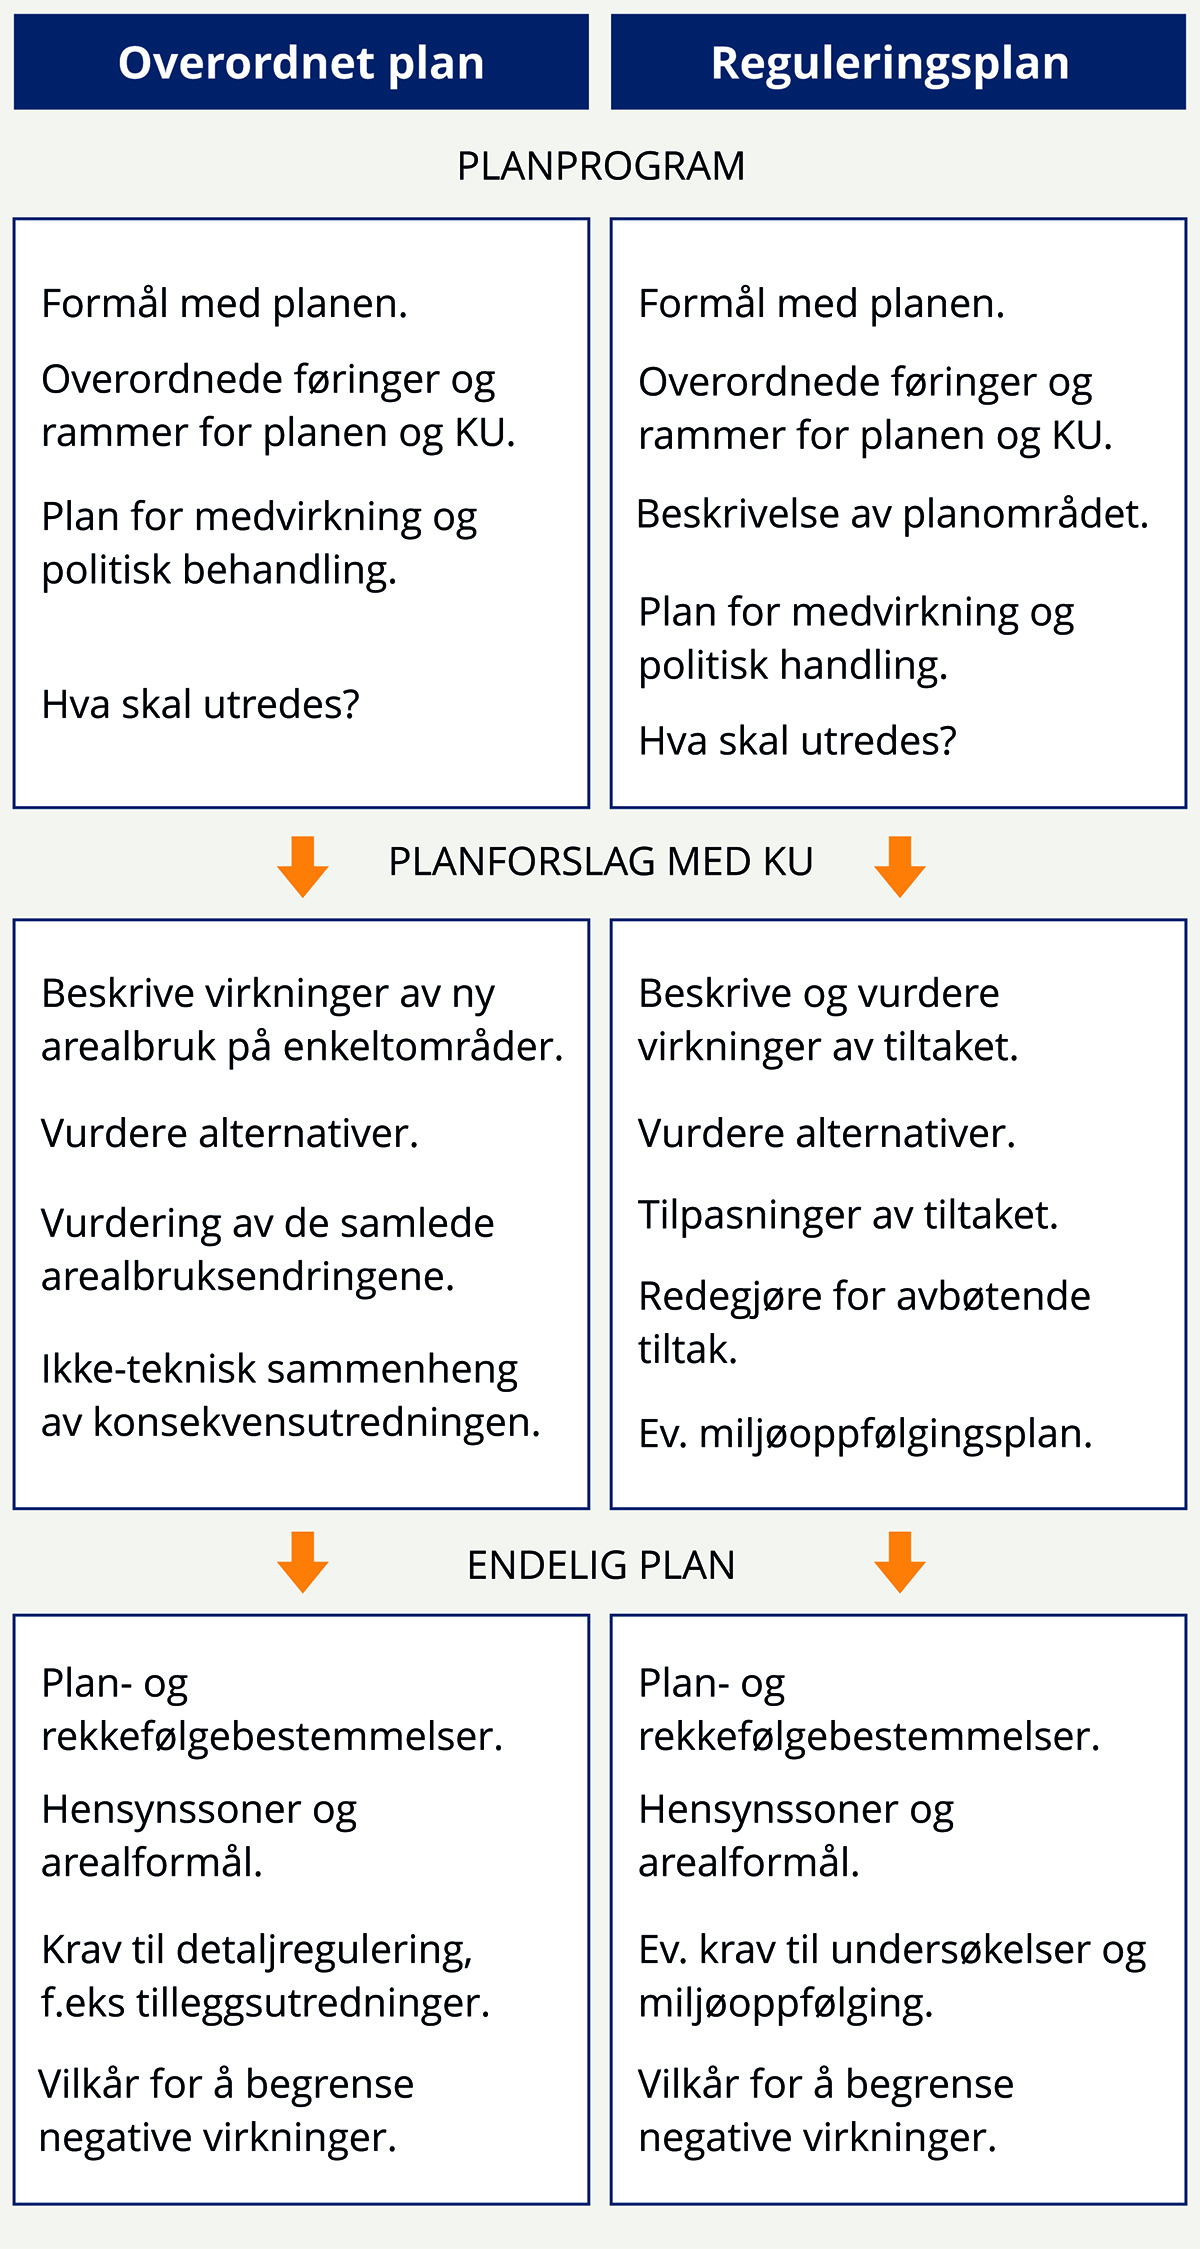 Overordnet plan
Reguleringsplan
PLANPROGRAM
Formål med planen.
Overordnede føringer og
rammer for planen og KU.
Plan for medvirkning og
politisk behandling.
Hva skal utredes?
Formål med planen.
Overordnede føringer og
rammer for planen og KU.
Beskrivelse av planområdet.
Plan for medvirkning og
politisk handling.
Hva skal utredes?
PLANFORSLAG MED KU
Beskrive virkninger av ny
arealbruk på enkeltområder.
Vurdere alternativer.
Vurdering av de samlede
arealbruksendringene.
Ikke-teknisk sammenheng
av konsekvensutredningen.
Beskrive og vurdere
virkninger av tiltaket.
Vurdere alternativer.
Tilpasninger av tiltaket.
Redegjøre for avbøtende
tiltak.
Ev. miljøoppfølgingsplan.
ENDELIG PLAN
Plan- og
rekkefølgebestemmelser.
Hensynssoner og
arealformål.
Krav til detaljregulering,
f.eks tilleggsutredninger.
Vilkår for å begrense
negative virkninger.
Plan- og
rekkefølgebestemmelser.
Hensynssoner og
arealformål.
Ev. krav til undersøkelser og
miljøoppfølging.
Vilkår for å begrense
negative virkninger.